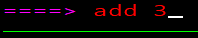 ====> add 3_